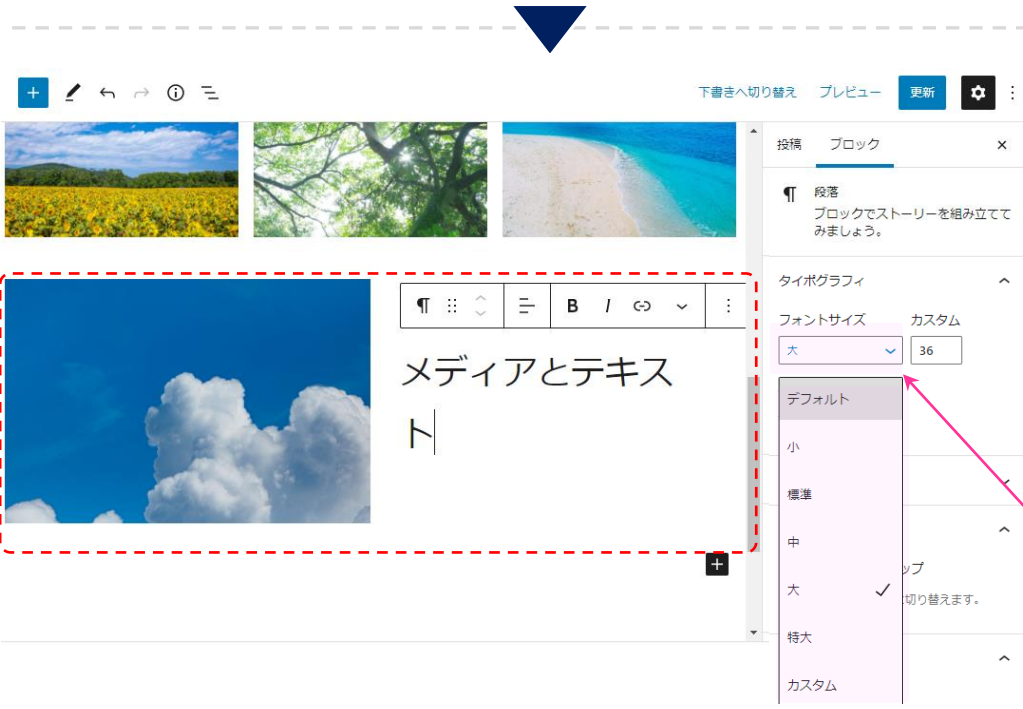 下書きへ切り替え プレビュー 更新
投稿 ブロック
段落
ブロックでストーリーを組み立てて
みましょう。
タイポグラフィ
フォントサイズ カスタム
大 36
B I
メディアとテキス
ト
デフォルト
小
標準
中
大
特大
カスタム
ップ
切り替えます。